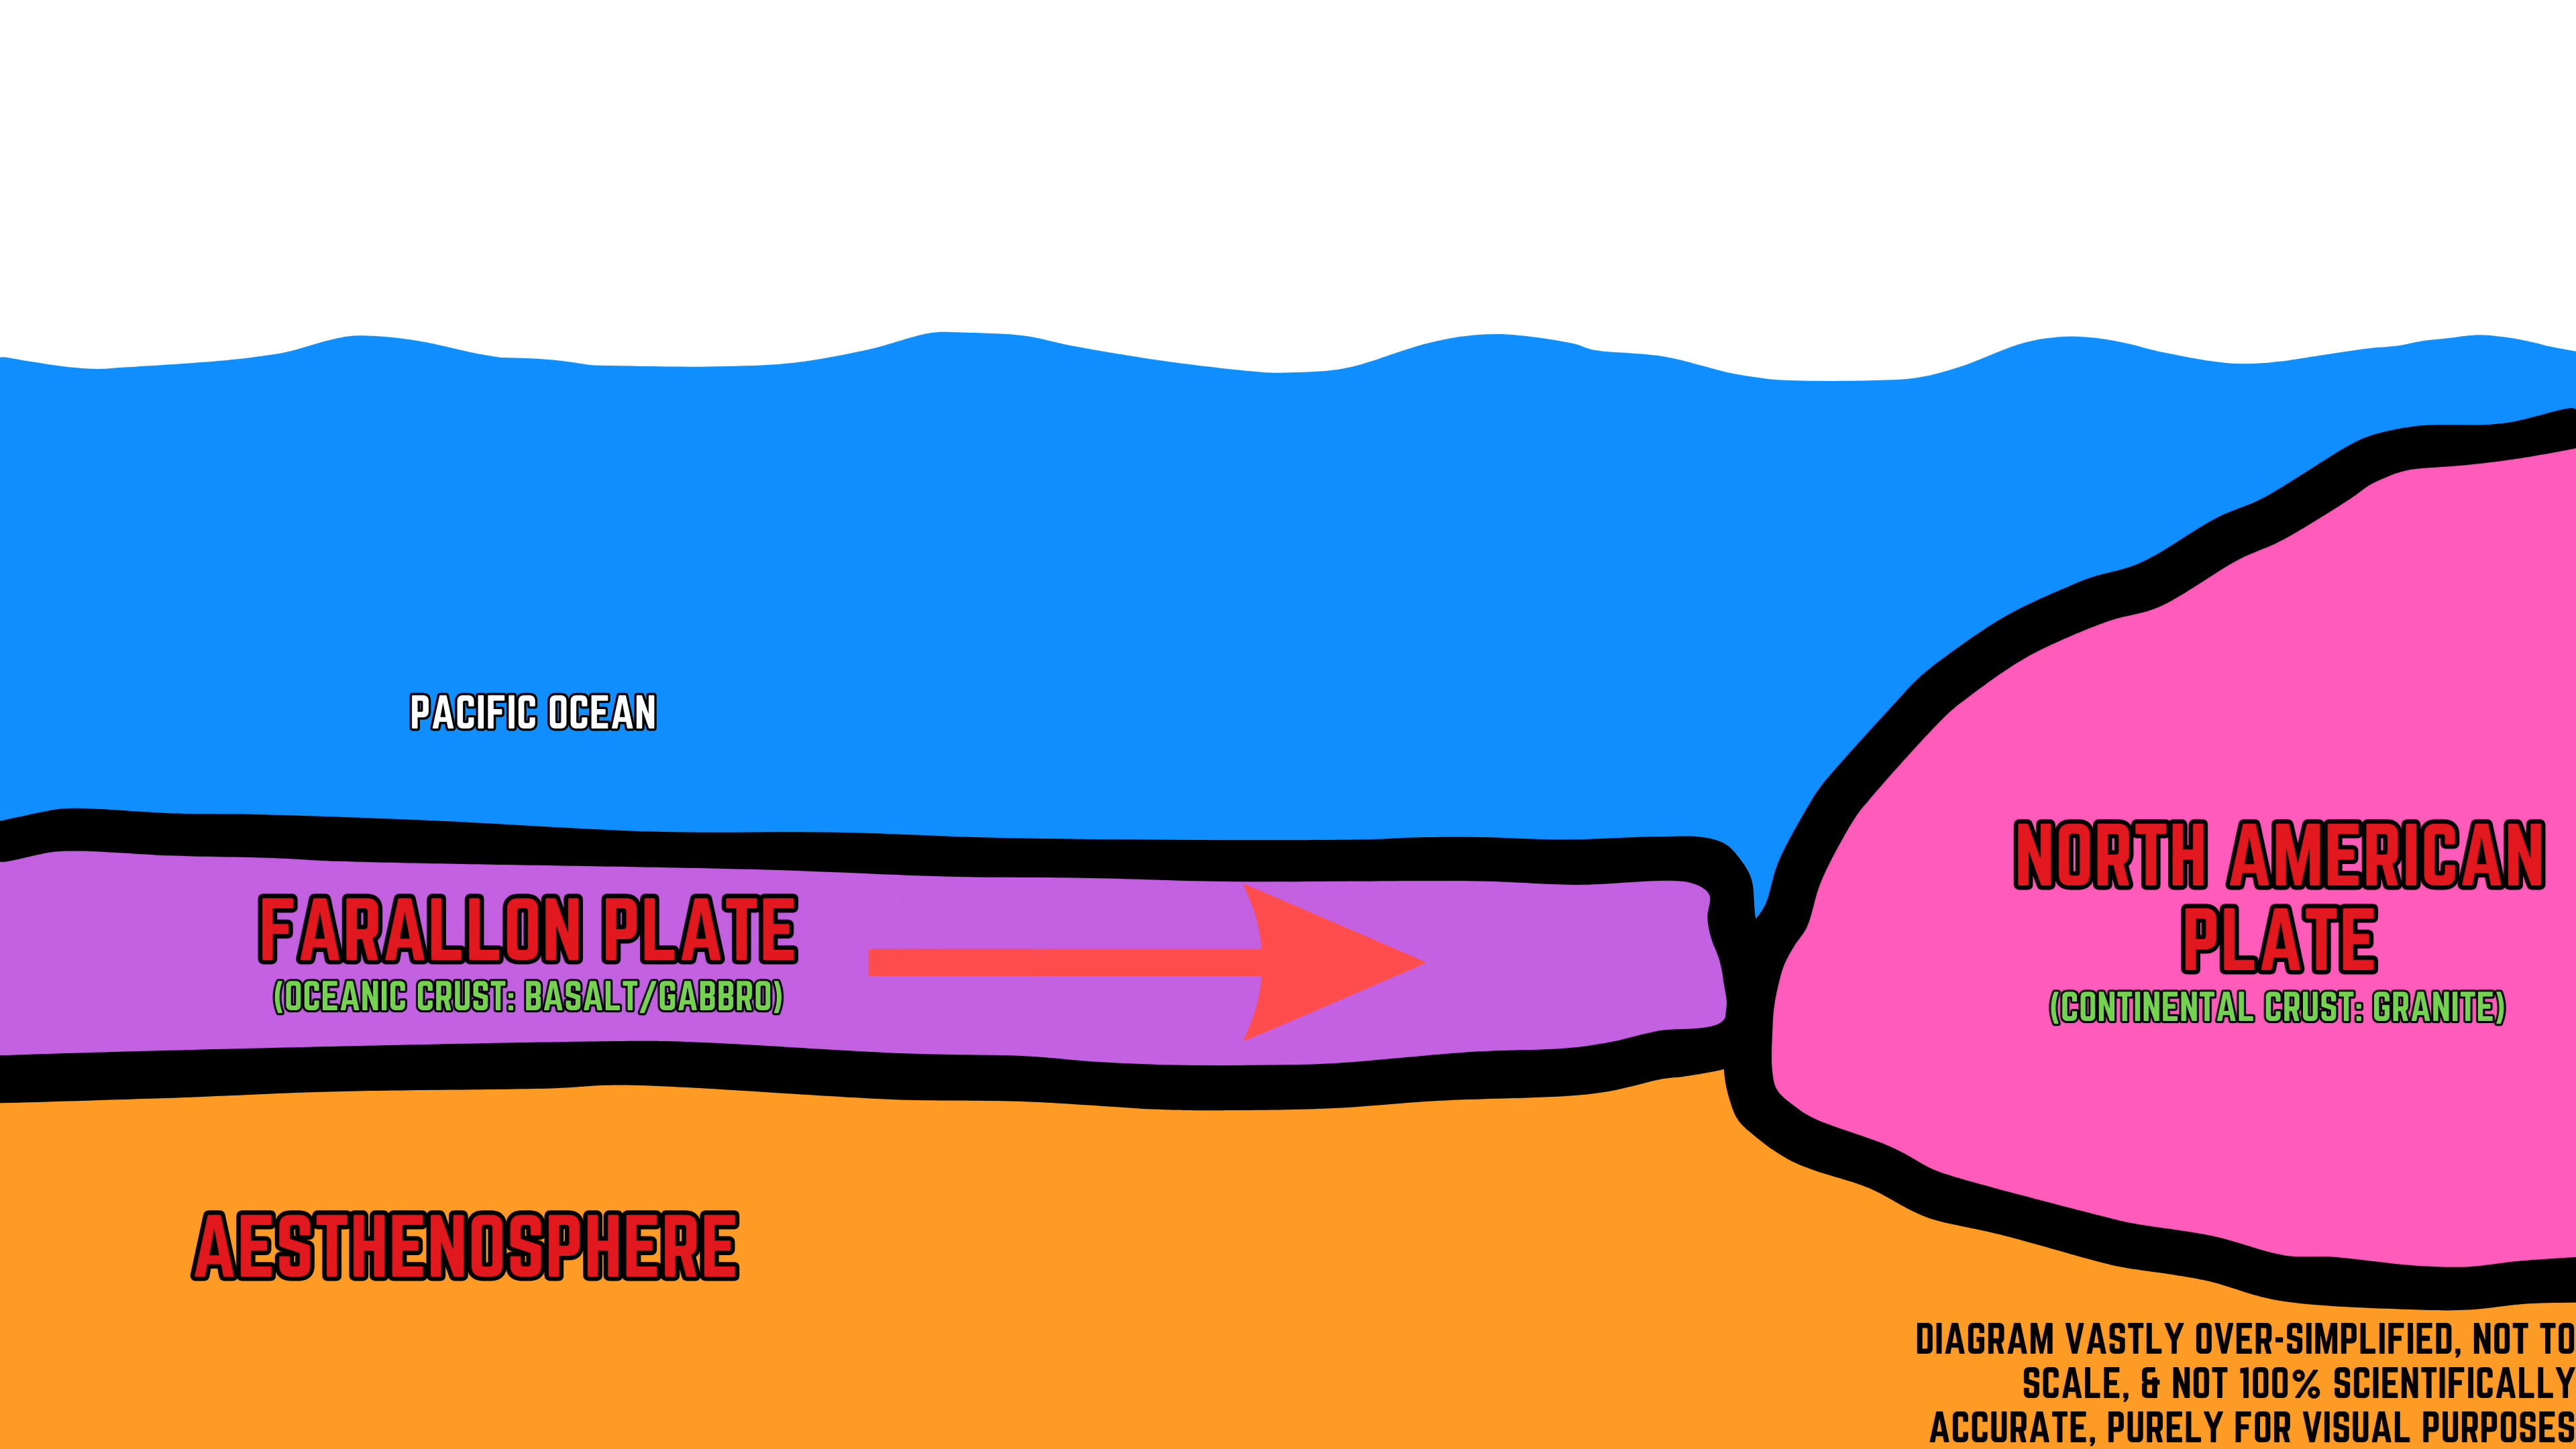 PACIFIC OCEAN
FARALLON PLATE
(OCEANIC CRUST: BASALT/GABBRO)
NORTH AMERICAN
PLATE
(CONTINENTAL CRUST: GRANITE)
AESTHENOSPHERE
DIAGRAM VASTLY OVER-SIMPLIFIED, NOT TO
SCALE, & NOT 100% SCIENTIFICALLY
ACCURATE, PURELY FOR VISUAL PURPOSES